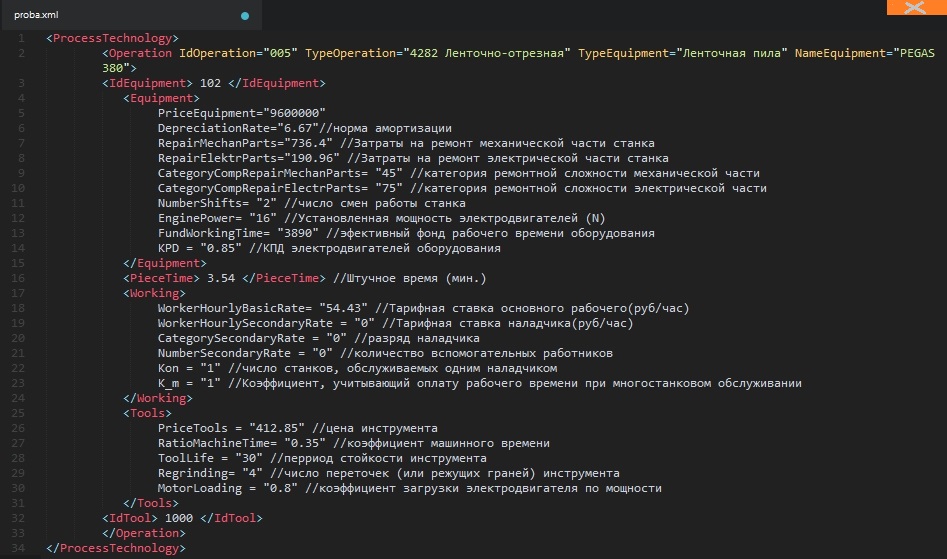 proba.xml
1 <ProcessTechnology>
2 <Operation IdOperation="005" TypeOperation="4282 Ленточно-отрезная" TypeEquipment="Ленточная пила" NameEquipment="PEGAS
380">
3 <IdEquipment> 102 </IdEquipment>
4 <Equipment>
5 PriceEquipment="9600000"
6 DepreciationRate="6.67"//норма амортизации
7 RepairMechanParts="736.4" //Затраты на ремонт механической части станка
8 RepairElektrParts="190.96" //Затраты на ремонт электрической части станка
9 CategoryCompRepairMechanParts= "45" //категория ремонтной сложности механической части
10 CategoryCompRepairElectrParts= "75" //категория ремонтной сложности электрической части
11 NumberShifts= "2" //число смен работы станка
12 EnginePower= "16" //Установленная мощность электродвигателей (N)
13 FundWorkingTime= "3890" //эфективный фонд рабочего времени оборудования
14 KPD = "0.85" //КПД электродвигателей оборудования
15 </Equipment>
16 <PieceTime> 3.54 </PieceTime> //Штучное время (мин.)
17 <Working>
18 WorkerHourlyBasicRate= "54.43" //Тарифная ставка основного рабочего(руб/час)
19 WorkerHourlySecondaryRate = "0" //Тарифная ставка наладчика(руб/час)
20 CategorySecondaryRate = "0" //разряд наладчика
21 NumberSecondaryRate = "0" //количество вспомогательных работников
22 Kon = "1" //число станков, обслуживаемых одним наладчиком
23 K_m = "1" //Коэффициент, учитывающий оплату рабочего времени при многостанковом обслуживании
24 </Working>
25 <Tools>
26 PriceTools = "412.85" //цена инструмента
27 RatioMachineTime= "0.35" //коэффициент машинного времени
28 ToolLife = "30" //перриод стойкости инструмента
29 Regrinding= "4" //число переточек (или режущих граней) инструмента
30 MotorLoading = "0.8" //коэффициент загрузки электродвигателя по мощности
31 </Tools>
32 <IdTool> 1000 </IdTool>
33 </Operation>
34 </ProcessTechnology>